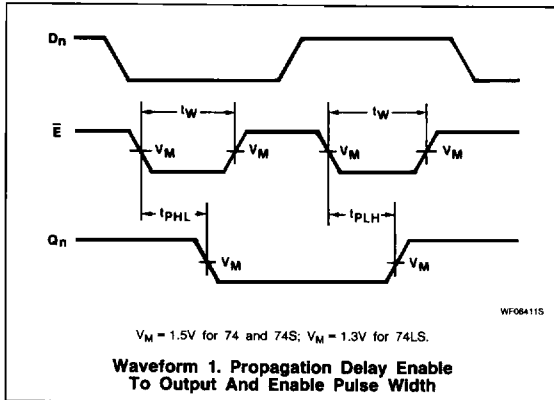 Dn
tW tW
E̅
VM VM VM VM
tPHL tPLH
Qn
VM VM
WF06411S
VM = 1.5V for 74 and 74S; VM = 1.3V for 74LS.
Waveform 1. Propagation Delay Enable
To Output And Enable Pulse Width